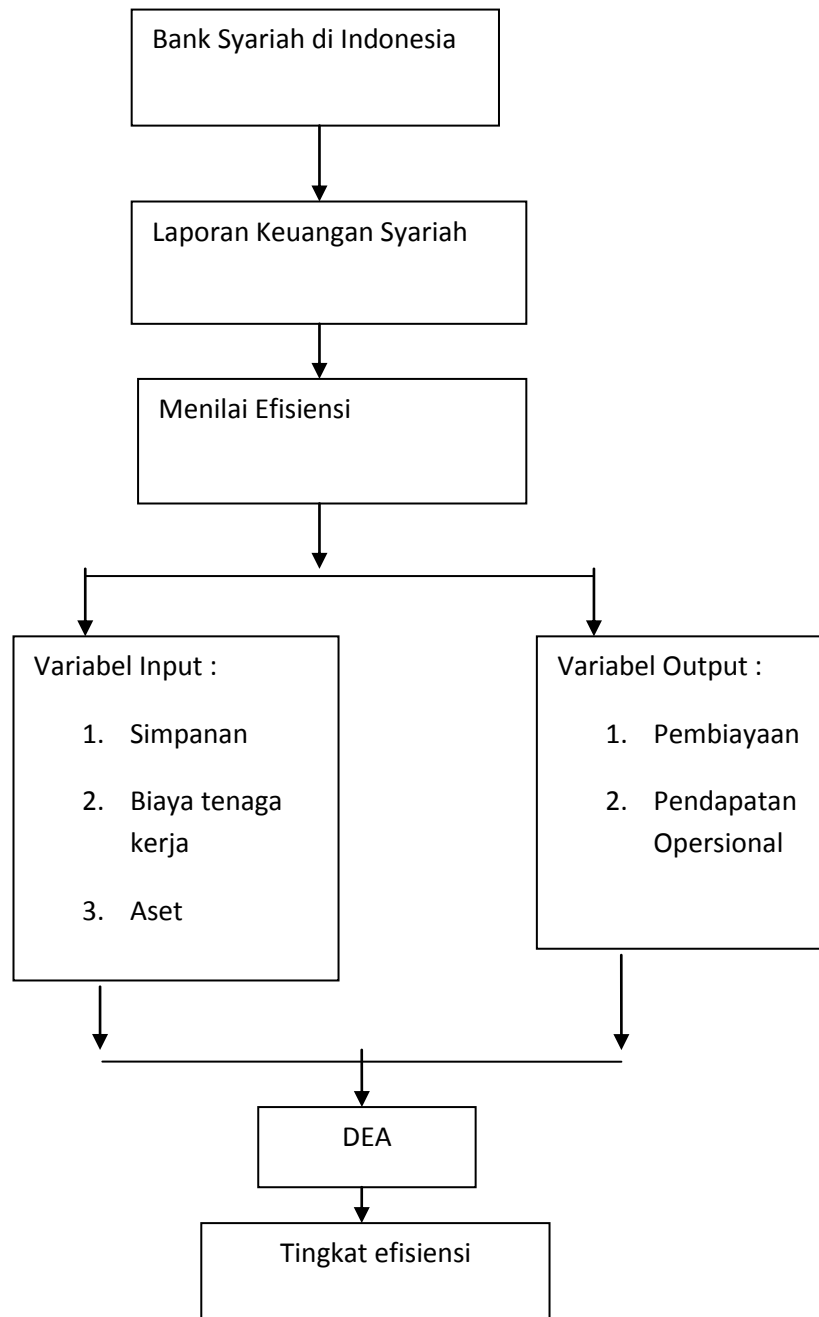 Bank Syariah di Indonesia
Laporan Keuangan Syariah
Menilai Efisiensi
Variabel Input :
1. Simpanan
2. Biaya tenaga
kerja
3. Aset
Variabel Output :
1. Pembiayaan
2. Pendapatan
Opersional
DEA
Tingkat efisiensi